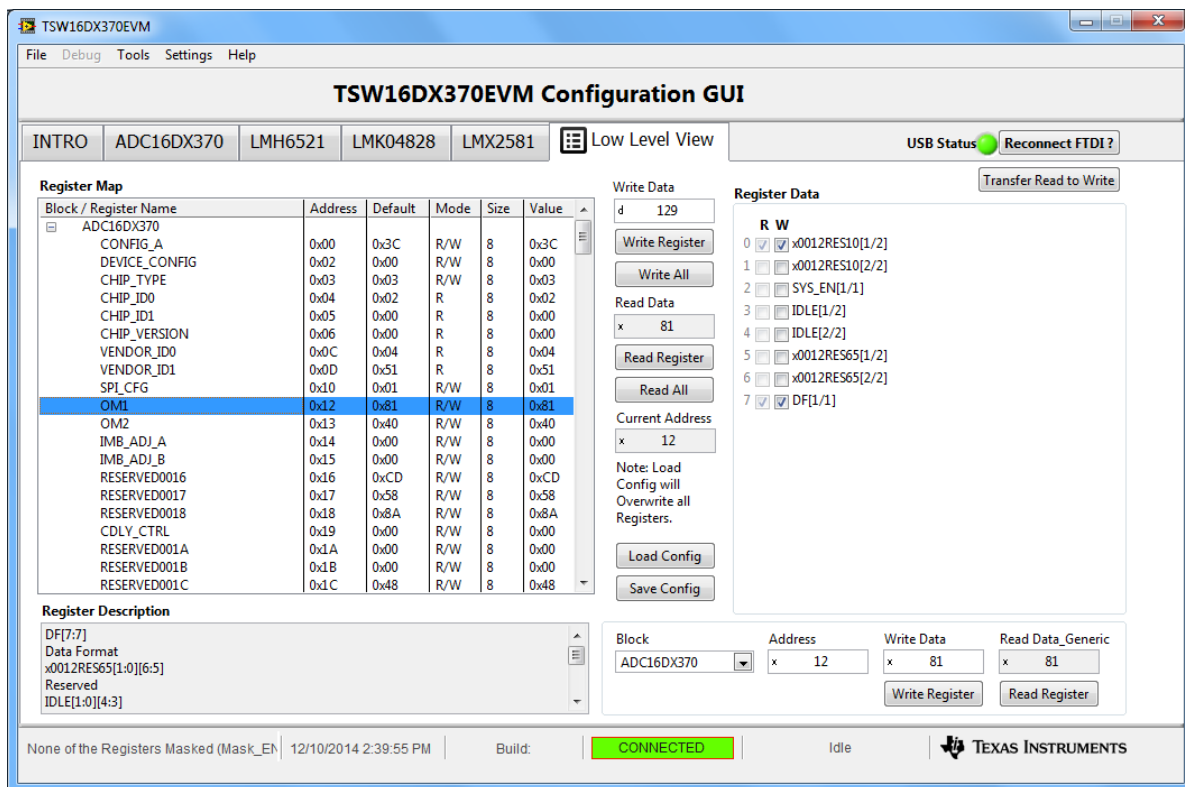 TSW16DX370EVM
File Debug Tools Settings Help
TSW16DX370EVM Configuration GUI
INTRO ADC16DX370 LMH6521 LMK04828 LMX2581 Low Level View USB Status Reconnect FTDI ?
Transfer Read to Write
Register Map
Block / Register Name Address Default Mode Size Value
ADC16DX370
CONFIG_A 0x00 0x3C R/W 8 0x3C
DEVICE_CONFIG 0x02 0x00 R/W 8 0x00
CHIP_TYPE 0x03 0x03 R/W 8 0x03
CHIP_ID0 0x04 0x02 R 8 0x02
CHIP_ID1 0x05 0x00 R 8 0x00
CHIP_VERSION 0x06 0x00 R 8 0x00
VENDOR_ID0 0x0C 0x04 R 8 0x04
VENDOR_ID1 0x0D 0x51 R 8 0x51
SPI_CFG 0x10 0x01 R/W 8 0x01
OM1 0x12 0x81 R/W 8 0x81
OM2 0x13 0x40 R/W 8 0x40
IMB_ADJ_A 0x14 0x00 R/W 8 0x00
IMB_ADJ_B 0x15 0x00 R/W 8 0x00
RESERVED0016 0x16 0xCD R/W 8 0xCD
RESERVED0017 0x17 0x58 R/W 8 0x58
RESERVED0018 0x18 0x8A R/W 8 0x8A
CDLY_CTRL 0x19 0x00 R/W 8 0x00
RESERVED001A 0x1A 0x00 R/W 8 0x00
RESERVED001B 0x1B 0x00 R/W 8 0x00
RESERVED001C 0x1C 0x48 R/W 8 0x48
Register Description
DF[7:7]
Data Format
x0012RES65[1:0][6:5]
Reserved
IDLE[1:0][4:3]
Write Data
d 129
Write Register
Write All
Read Data
x 81
Read Register
Read All
Current Address
x 12
Note: Load
Config will
Overwrite all
Registers.
Load Config
Save Config
Register Data
R W
0 x0012RES10[1/2]
1 x0012RES10[2/2]
2 SYS_EN[1/1]
3 IDLE[1/2]
4 IDLE[2/2]
5 x0012RES65[1/2]
6 x0012RES65[2/2]
7 DF[1/1]
Block Address Write Data Read Data_Generic
ADC16DX370 x 12 x 81 x 81
Write Register Read Register
None of the Registers Masked (Mask_EN 12/10/2014 2:39:55 PM Build: CONNECTED Idle TEXAS INSTRUMENTS